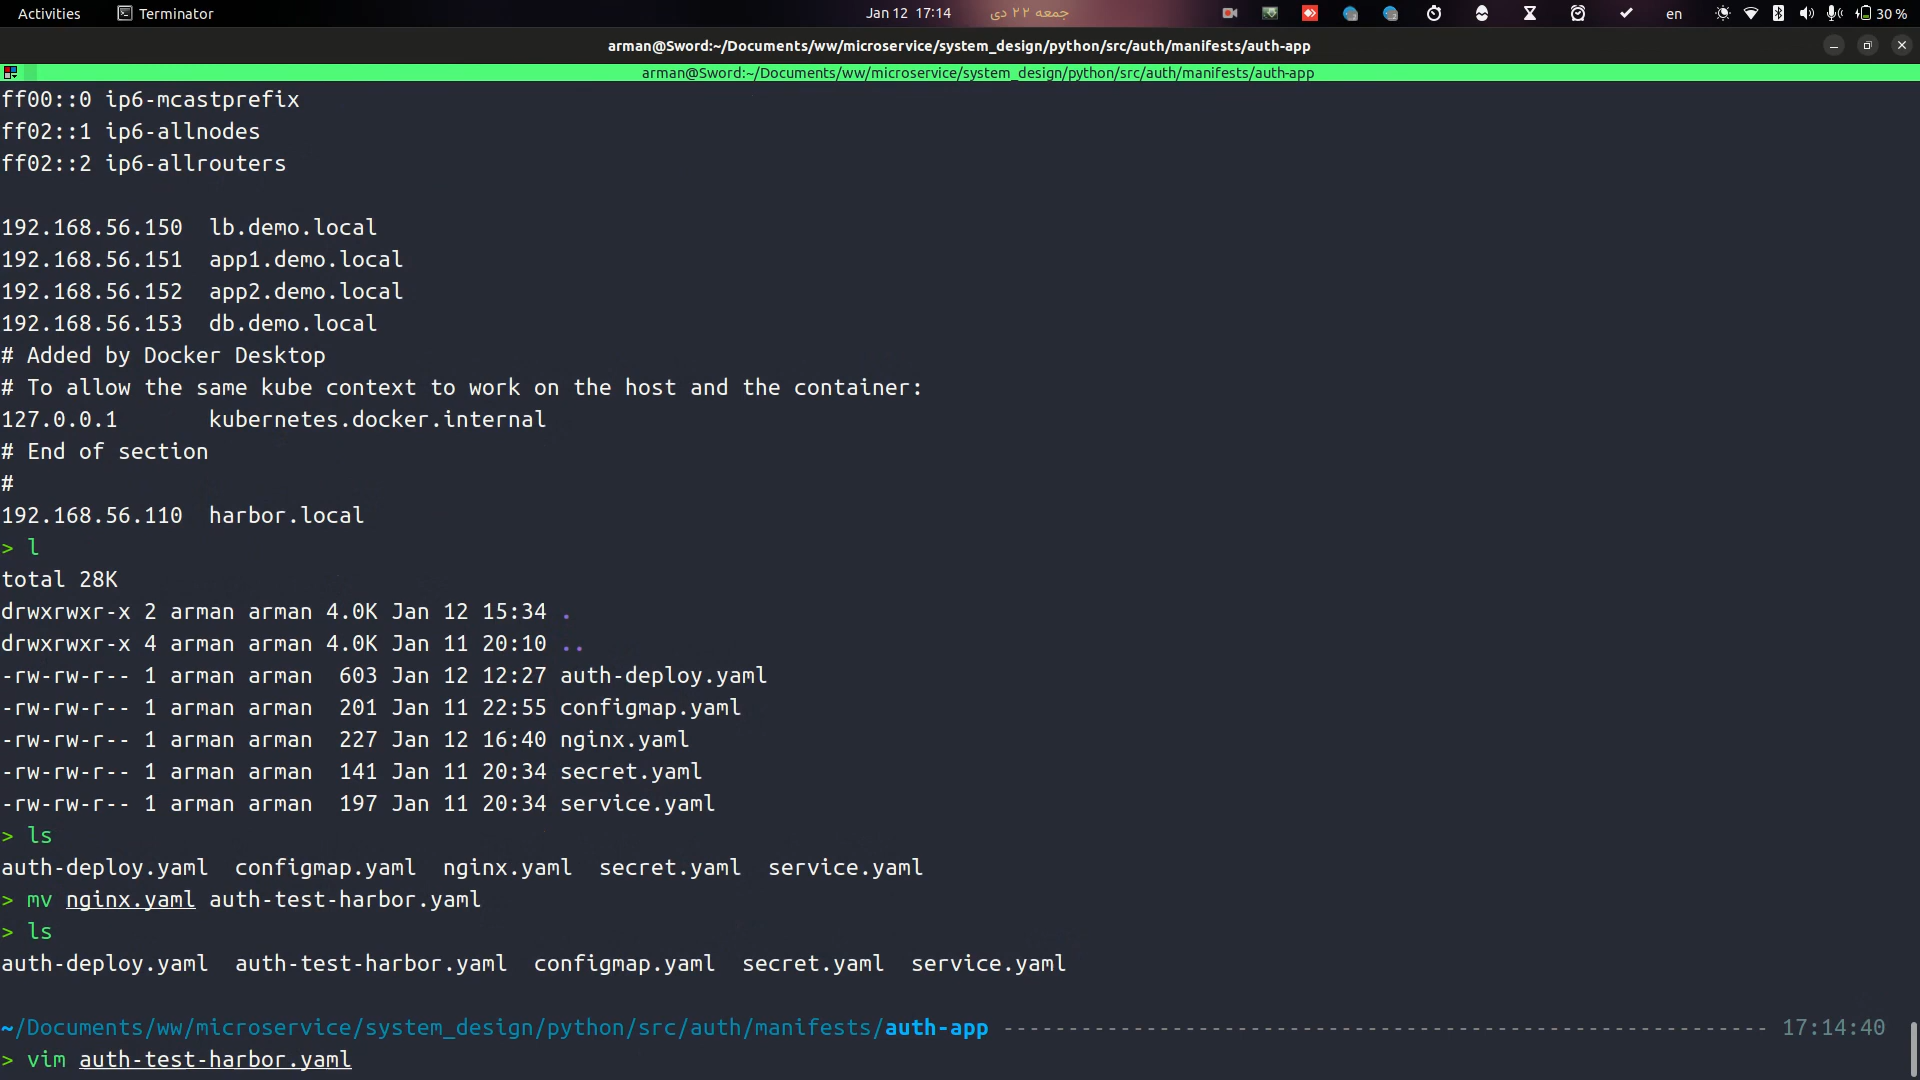 Activities Terminator Jan 12 17:14 جمعه ۲۲ دی en 30 %
arman@Sword:~/Documents/ww/microservice/system_design/python/src/auth/manifests/auth-app
arman@Sword:~/Documents/ww/microservice/system_design/python/src/auth/manifests/auth-app
ff00::0 ip6-mcastprefix
ff02::1 ip6-allnodes
ff02::2 ip6-allrouters
192.168.56.150  lb.demo.local
192.168.56.151  app1.demo.local
192.168.56.152  app2.demo.local
192.168.56.153  db.demo.local
# Added by Docker Desktop
# To allow the same kube context to work on the host and the container:
127.0.0.1       kubernetes.docker.internal
# End of section
#
192.168.56.110  harbor.local
> l
total 28K
drwxrwxr-x 2 arman arman 4.0K Jan 12 15:34 .
drwxrwxr-x 4 arman arman 4.0K Jan 11 20:10 ..
-rw-rw-r-- 1 arman arman  603 Jan 12 12:27 auth-deploy.yaml
-rw-rw-r-- 1 arman arman  201 Jan 11 22:55 configmap.yaml
-rw-rw-r-- 1 arman arman  227 Jan 12 16:40 nginx.yaml
-rw-rw-r-- 1 arman arman  141 Jan 11 20:34 secret.yaml
-rw-rw-r-- 1 arman arman  197 Jan 11 20:34 service.yaml
> ls
auth-deploy.yaml  configmap.yaml  nginx.yaml  secret.yaml  service.yaml
> mv nginx.yaml auth-test-harbor.yaml
> ls
auth-deploy.yaml  auth-test-harbor.yaml  configmap.yaml  secret.yaml  service.yaml
~/Documents/ww/microservice/system_design/python/src/auth/manifests/auth-app ----------------------------------------------------------- 17:14:40
> vim auth-test-harbor.yaml